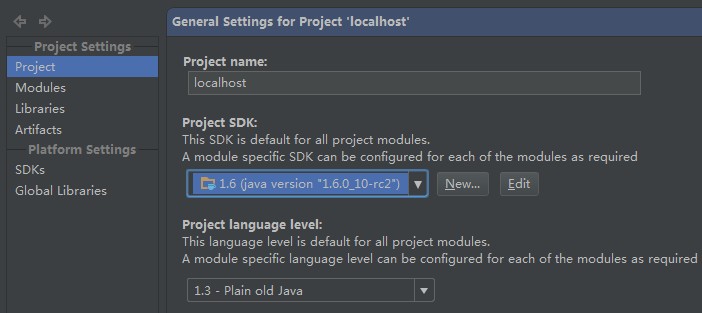 General Settings for Project 'localhost'
Project Settings
Project
Modules
Libraries
Artifacts
Platform Settings
SDKs
Global Libraries
Project name:
localhost
Project SDK:
This SDK is default for all project modules.
A module specific SDK can be configured for each of the modules as required
1.6 (java version "1.6.0_10-rc2")
New...
Edit
Project language level:
This language level is default for all project modules.
A module specific language level can be configured for each of the modules as required
1.3 - Plain old Java